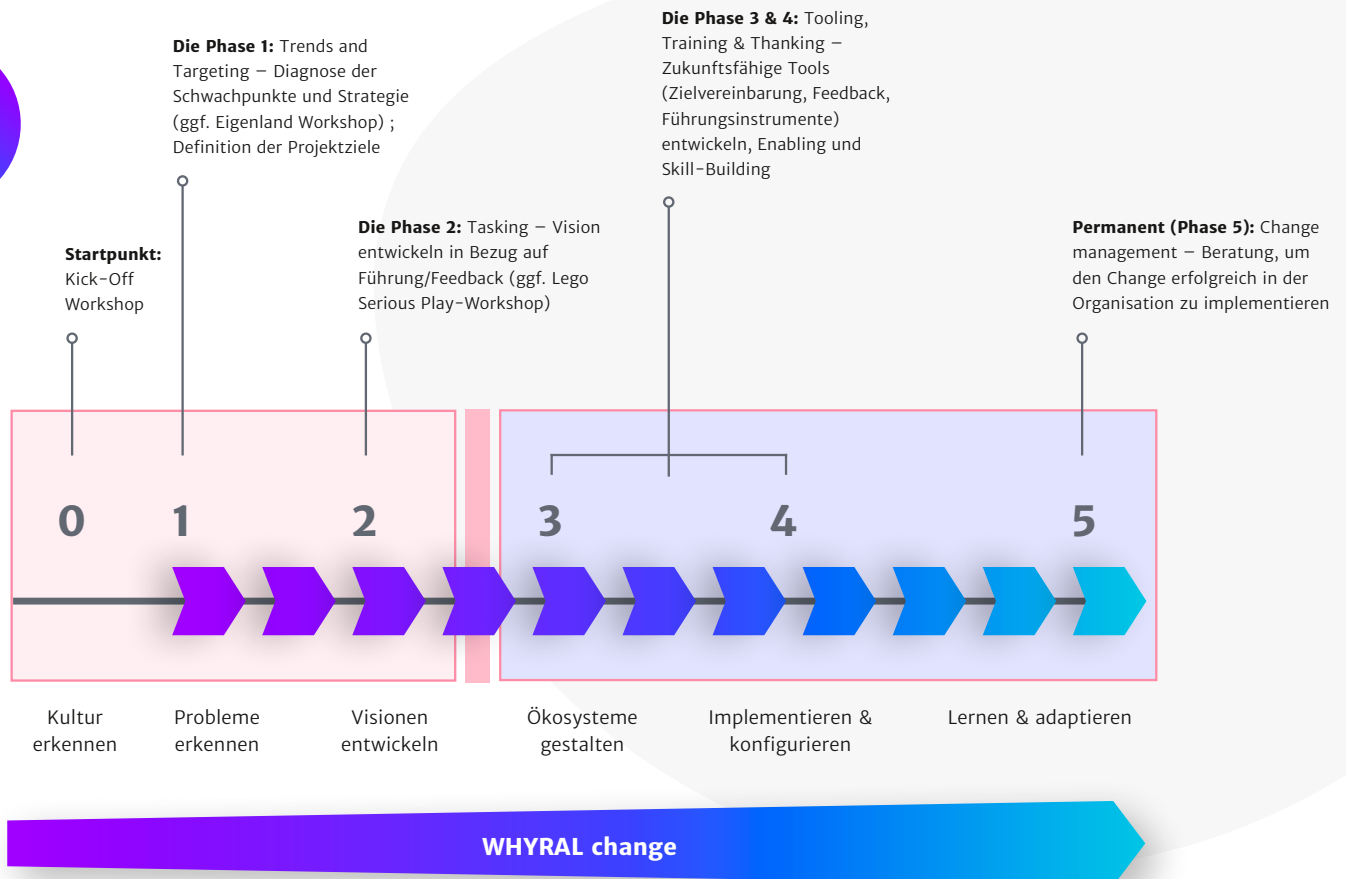 Die Phase 1: Trends and
Targeting – Diagnose der
Schwachpunkte und Strategie
(ggf. Eigenland Workshop) ;
Definition der Projektziele
Die Phase 3 & 4: Tooling,
Training & Thanking –
Zukunftsfähige Tools
(Zielvereinbarung, Feedback,
Führungsinstrumente)
entwickeln, Enabling und
Skill-Building
Startpunkt:
Kick-Off
Workshop
Die Phase 2: Tasking – Vision
entwickeln in Bezug auf
Führung/Feedback (ggf. Lego
Serious Play-Workshop)
Permanent (Phase 5): Change
management – Beratung, um
den Change erfolgreich in der
Organisation zu implementieren
0
1
2
3
4
5
Kultur
erkennen
Probleme
erkennen
Visionen
entwickeln
Ökosysteme
gestalten
Implementieren &
konfigurieren
Lernen & adaptieren
WHYRAL change